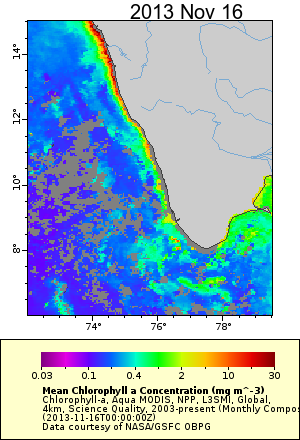 2013 Nov 16
14°
12°
10°
8°
74° 76° 78°
0.03 0.1 0.4 1 4 10 30
Mean Chlorophyll a Concentration (mg m^-3)
Chlorophyll-a, Aqua MODIS, NPP, L3SMI, Global,
4km, Science Quality, 2003-present (Monthly Compos
(2013-11-16T00:00:00Z)
Data courtesy of NASA/GSFC OBPG